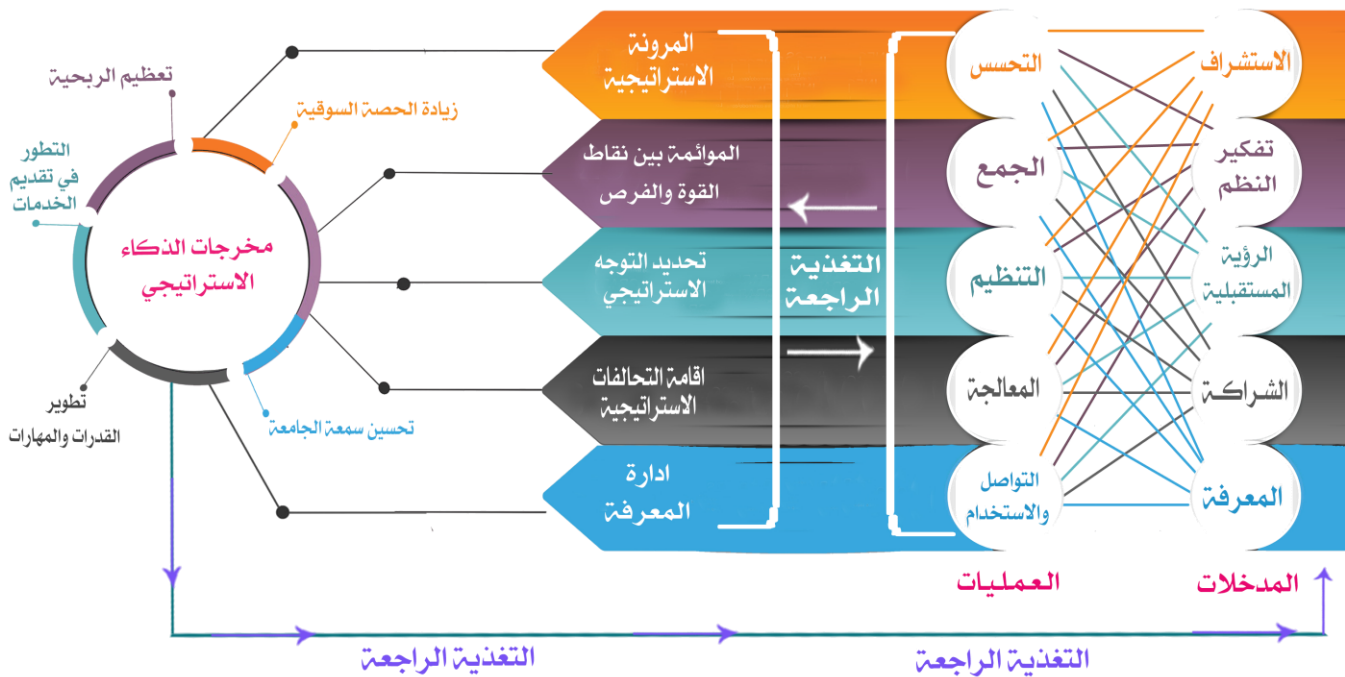 الاستشراف
تفكير
النظم
الرؤية
المستقبلية
الشراكة
المعرفة
المدخلات
التحسس
الجمع
التنظيم
المعالجة
التواصل
والاستخدام
العمليات
التغذية
الراجعة
المرونة
الاستراتيجية
الموائمة بين نقاط
القوة والفرص
تحديد التوجه
الاستراتيجي
اقامة التحالفات
الاستراتيجية
ادارة
المعرفة
مخرجات الذكاء
الاستراتيجي
زيادة الحصة السوقية
تعظيم الربحية
التطور
في تقديم
الخدمات
تطوير
القدرات والمهارات
تحسين سمعة الجامعة
التغذية الراجعة
التغذية الراجعة